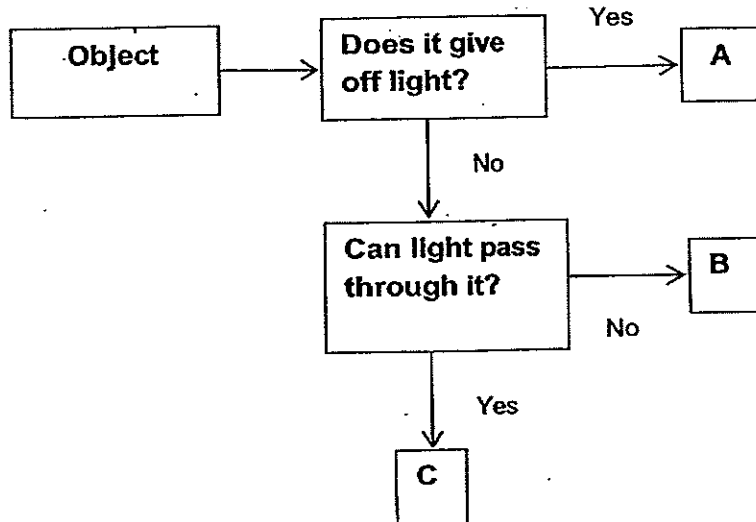 Object
Does it give
off light?
Yes
A
No
Can light pass
through it?
B
No
Yes
C